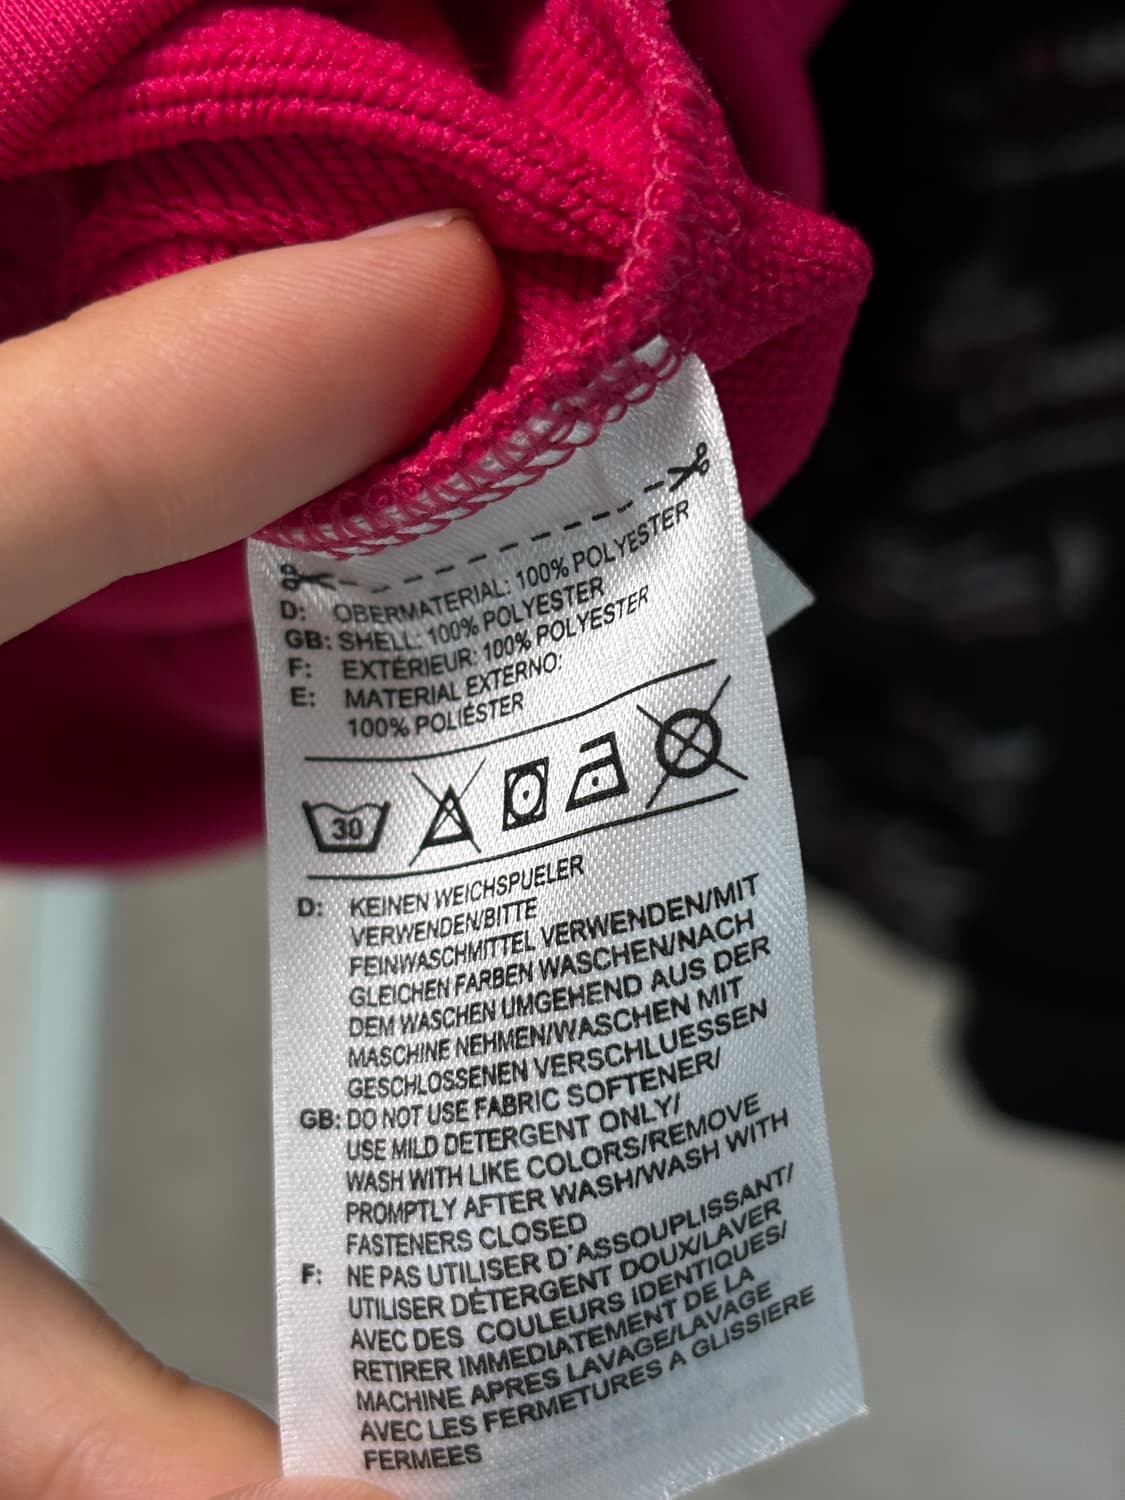 D: OBERMATERIAL: 100% POLYESTER
GB: SHELL: 100% POLYESTER
F: EXTÉRIEUR: 100% POLYESTER
E: MATERIAL EXTERNO:
100% POLIÉSTER
30
D: KEINEN WEICHSPUELER
VERWENDEN/BITTE
FEINWASCHMITTEL VERWENDEN/MIT
GLEICHEN FARBEN WASCHEN/NACH
DEM WASCHEN UMGEHEND AUS DER
MASCHINE NEHMEN/WASCHEN MIT
GESCHLOSSENEN VERSCHLUESSEN
GB: DO NOT USE FABRIC SOFTENER/
USE MILD DETERGENT ONLY/
WASH WITH LIKE COLORS/REMOVE
PROMPTLY AFTER WASH/WASH WITH
FASTENERS CLOSED
F: NE PAS UTILISER D'ASSOUPLISSANT/
UTILISER DÉTERGENT DOUX/LAVER
AVEC DES COULEURS IDENTIQUES/
RETIRER IMMEDIATEMENT DE LA
MACHINE APRES LAVAGE/LAVAGE
AVEC LES FERMETURES A GLISSIERE
FERMEES